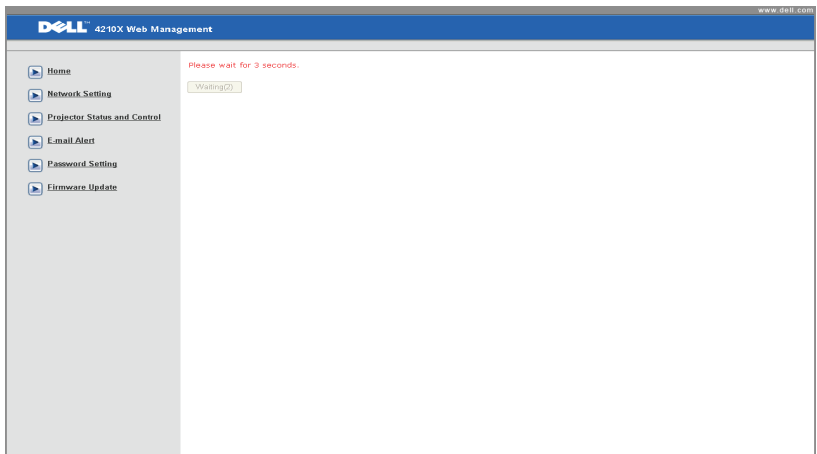 www.dell.com
DELL™ 4210X Web Management
Home
Network Setting
Projector Status and Control
E-mail Alert
Password Setting
Firmware Update
Please wait for 3 seconds.
Waiting(2)